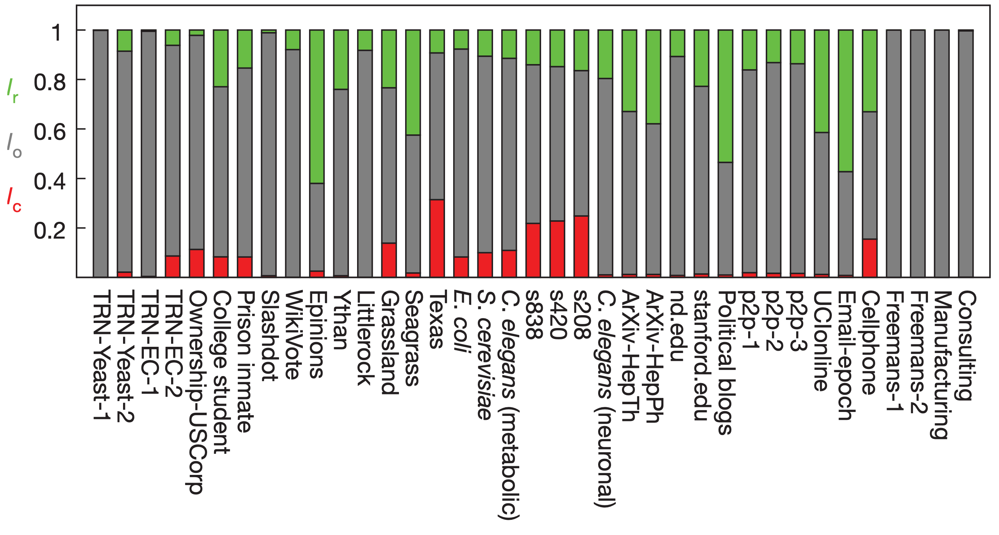 1
0.8
0.6
0.4
0.2
lr
lo
lc
TRN-Yeast-1
TRN-Yeast-2
TRN-EC-1
TRN-EC-2
Ownership-USCorp
College student
Prison inmate
Slashdot
WikiVote
Epinions
Ythan
Littlerock
Grassland
Seagrass
Texas
E. coli
S. cerevisiae
C. elegans (metabolic)
s838
s420
s208
C. elegans (neuronal)
ArXiv-HepTh
ArXiv-HepPh
nd.edu
stanford.edu
Political blogs
p2p-1
p2p-2
p2p-3
UCIonline
Email-epoch
Cellphone
Freemans-1
Freemans-2
Manufacturing
Consulting